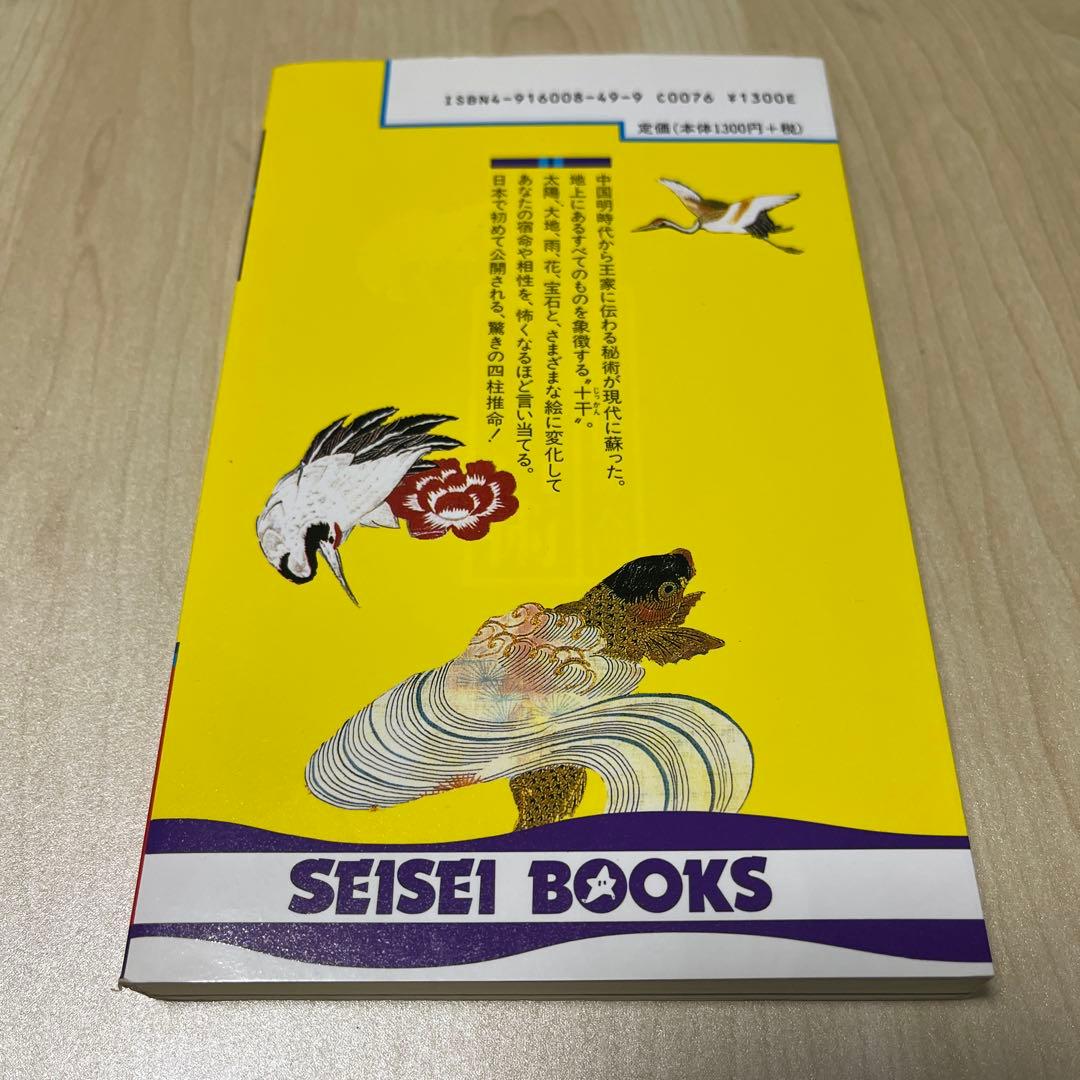 ISBN4-916008-49-9 C0076 ¥1300E
定価(本体1300円+税)
中国明時代から王家に伝わる秘術が現代に蘇った。
地上にあるすべてのものを象徴する〝十干〟。
じっかん
太陽、大地、雨、花、宝石と、さまざまな絵に変化して
あなたの宿命や相性を、怖くなるほど言い当てる。
日本で初めて公開される、驚きの四柱推命!
SEISEI BOOKS